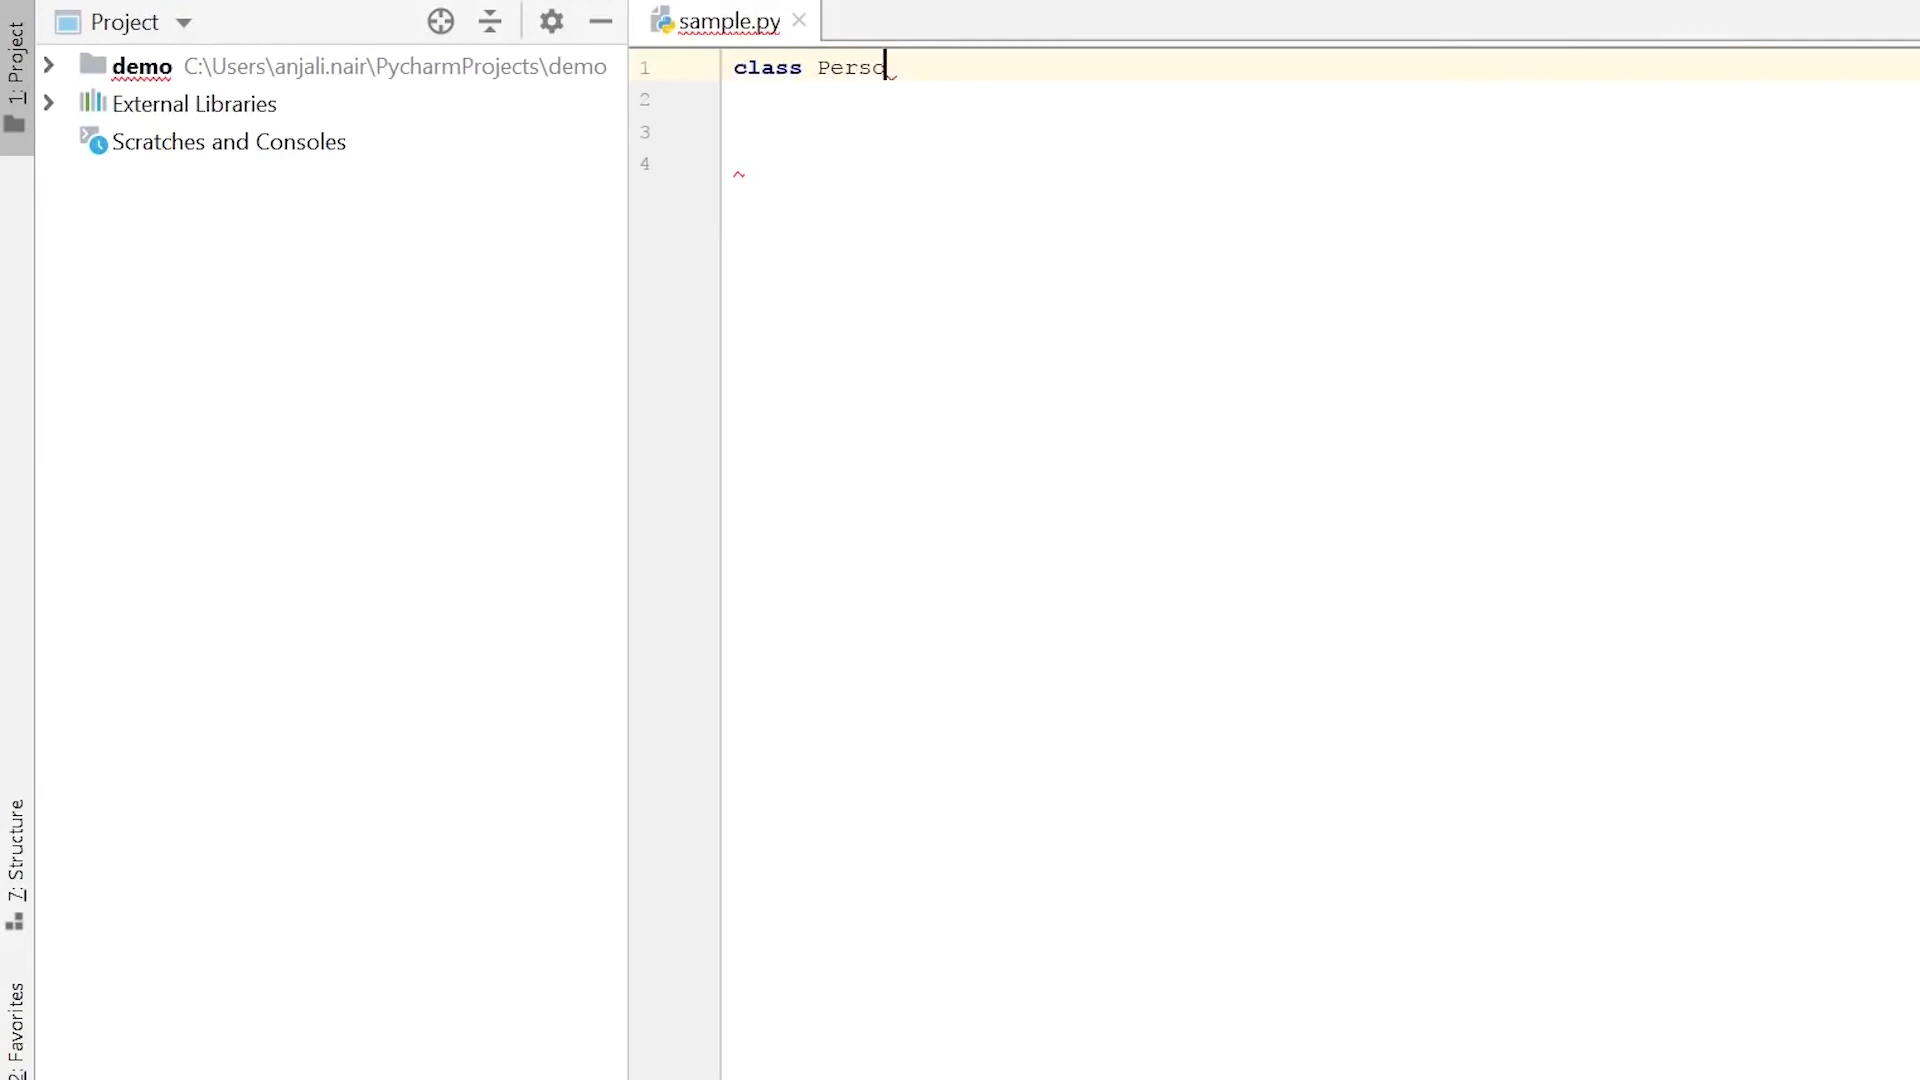 Project
sample.py
1: Project
demo C:\Users\anjali.nair\PycharmProjects\demo
External Libraries
Scratches and Consoles
1 class Perso
2
3
4
7: Structure
2: Favorites